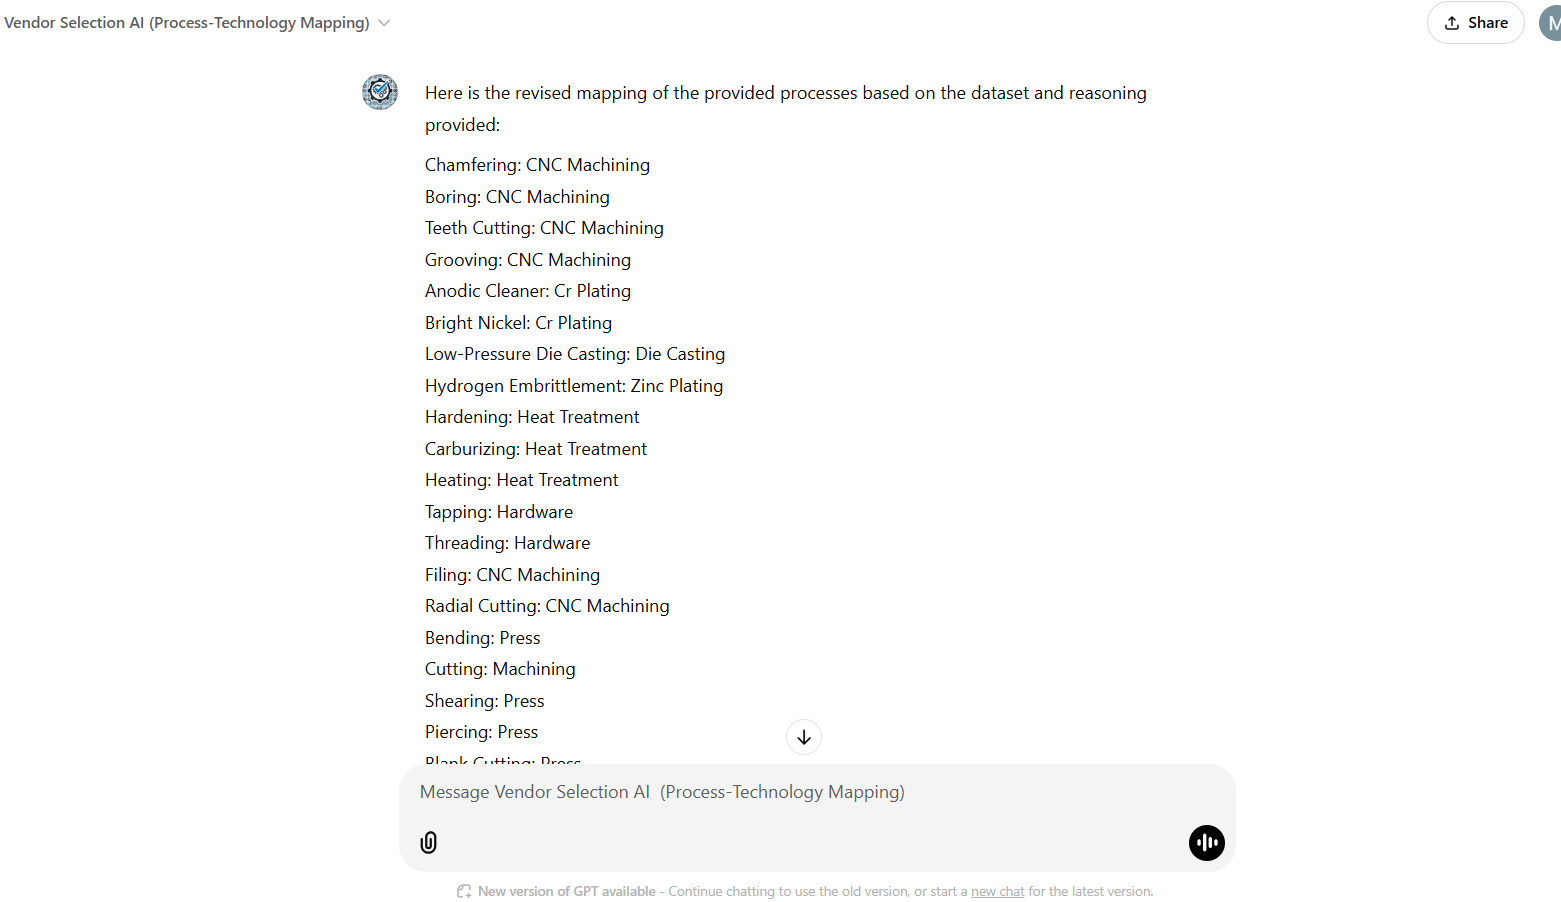 Vendor Selection AI (Process-Technology Mapping)
Share
M
Here is the revised mapping of the provided processes based on the dataset and reasoning
provided:
Chamfering: CNC Machining
Boring: CNC Machining
Teeth Cutting: CNC Machining
Grooving: CNC Machining
Anodic Cleaner: Cr Plating
Bright Nickel: Cr Plating
Low-Pressure Die Casting: Die Casting
Hydrogen Embrittlement: Zinc Plating
Hardening: Heat Treatment
Carburizing: Heat Treatment
Heating: Heat Treatment
Tapping: Hardware
Threading: Hardware
Filing: CNC Machining
Radial Cutting: CNC Machining
Bending: Press
Cutting: Machining
Shearing: Press
Piercing: Press
Blank Cutting: Press
Message Vendor Selection AI (Process-Technology Mapping)
New version of GPT available - Continue chatting to use the old version, or start a new chat for the latest version.